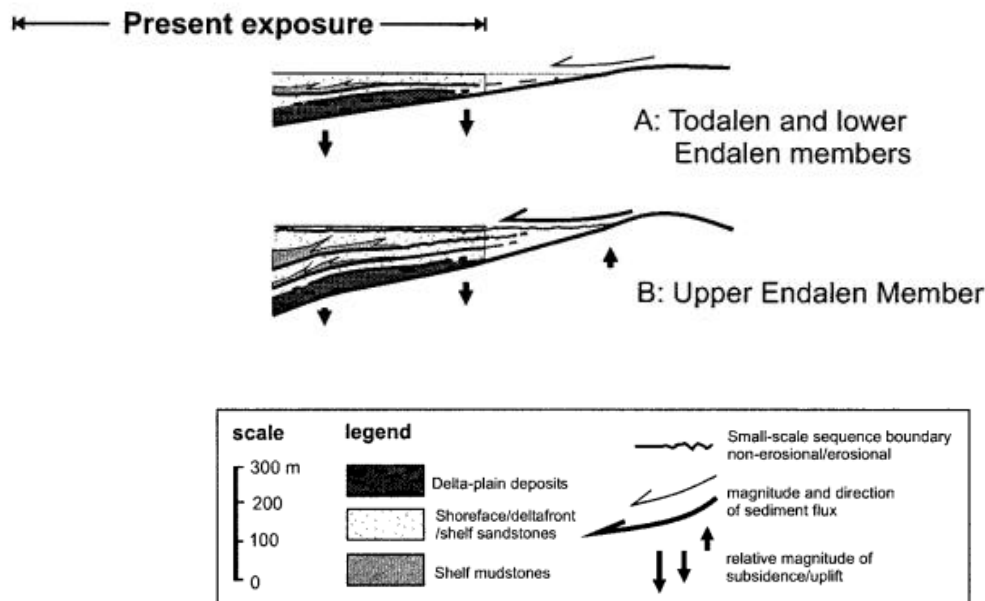 Present exposure
A: Todalen and lower
Endalen members
B: Upper Endalen Member
scale
300 m
200
100
0
legend
Delta-plain deposits
Shoreface/deltafront
/shelf sandstones
Shelf mudstones
Small-scale sequence boundary
non-erosional/erosional
magnitude and direction
of sediment flux
relative magnitude of
subsidence/uplift